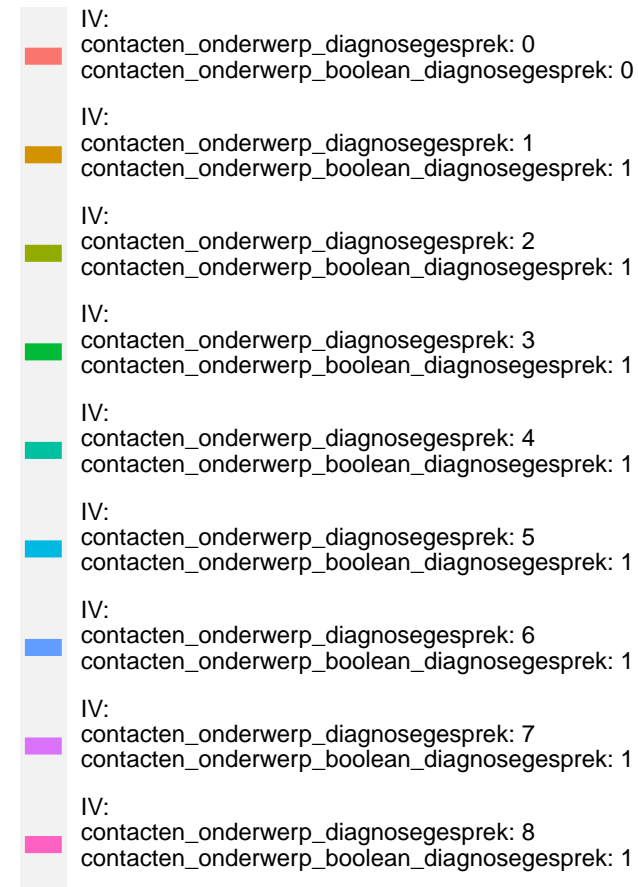 IV:
contacten_onderwerp_diagnosegesprek: 0
contacten_onderwerp_boolean_diagnosegesprek: 0
IV:
contacten_onderwerp_diagnosegesprek: 1
contacten_onderwerp_boolean_diagnosegesprek: 1
IV:
contacten_onderwerp_diagnosegesprek: 2
contacten_onderwerp_boolean_diagnosegesprek: 1
IV:
contacten_onderwerp_diagnosegesprek: 3
contacten_onderwerp_boolean_diagnosegesprek: 1
IV:
contacten_onderwerp_diagnosegesprek: 4
contacten_onderwerp_boolean_diagnosegesprek: 1
IV:
contacten_onderwerp_diagnosegesprek: 5
contacten_onderwerp_boolean_diagnosegesprek: 1
IV:
contacten_onderwerp_diagnosegesprek: 6
contacten_onderwerp_boolean_diagnosegesprek: 1
IV:
contacten_onderwerp_diagnosegesprek: 7
contacten_onderwerp_boolean_diagnosegesprek: 1
IV:
contacten_onderwerp_diagnosegesprek: 8
contacten_onderwerp_boolean_diagnosegesprek: 1